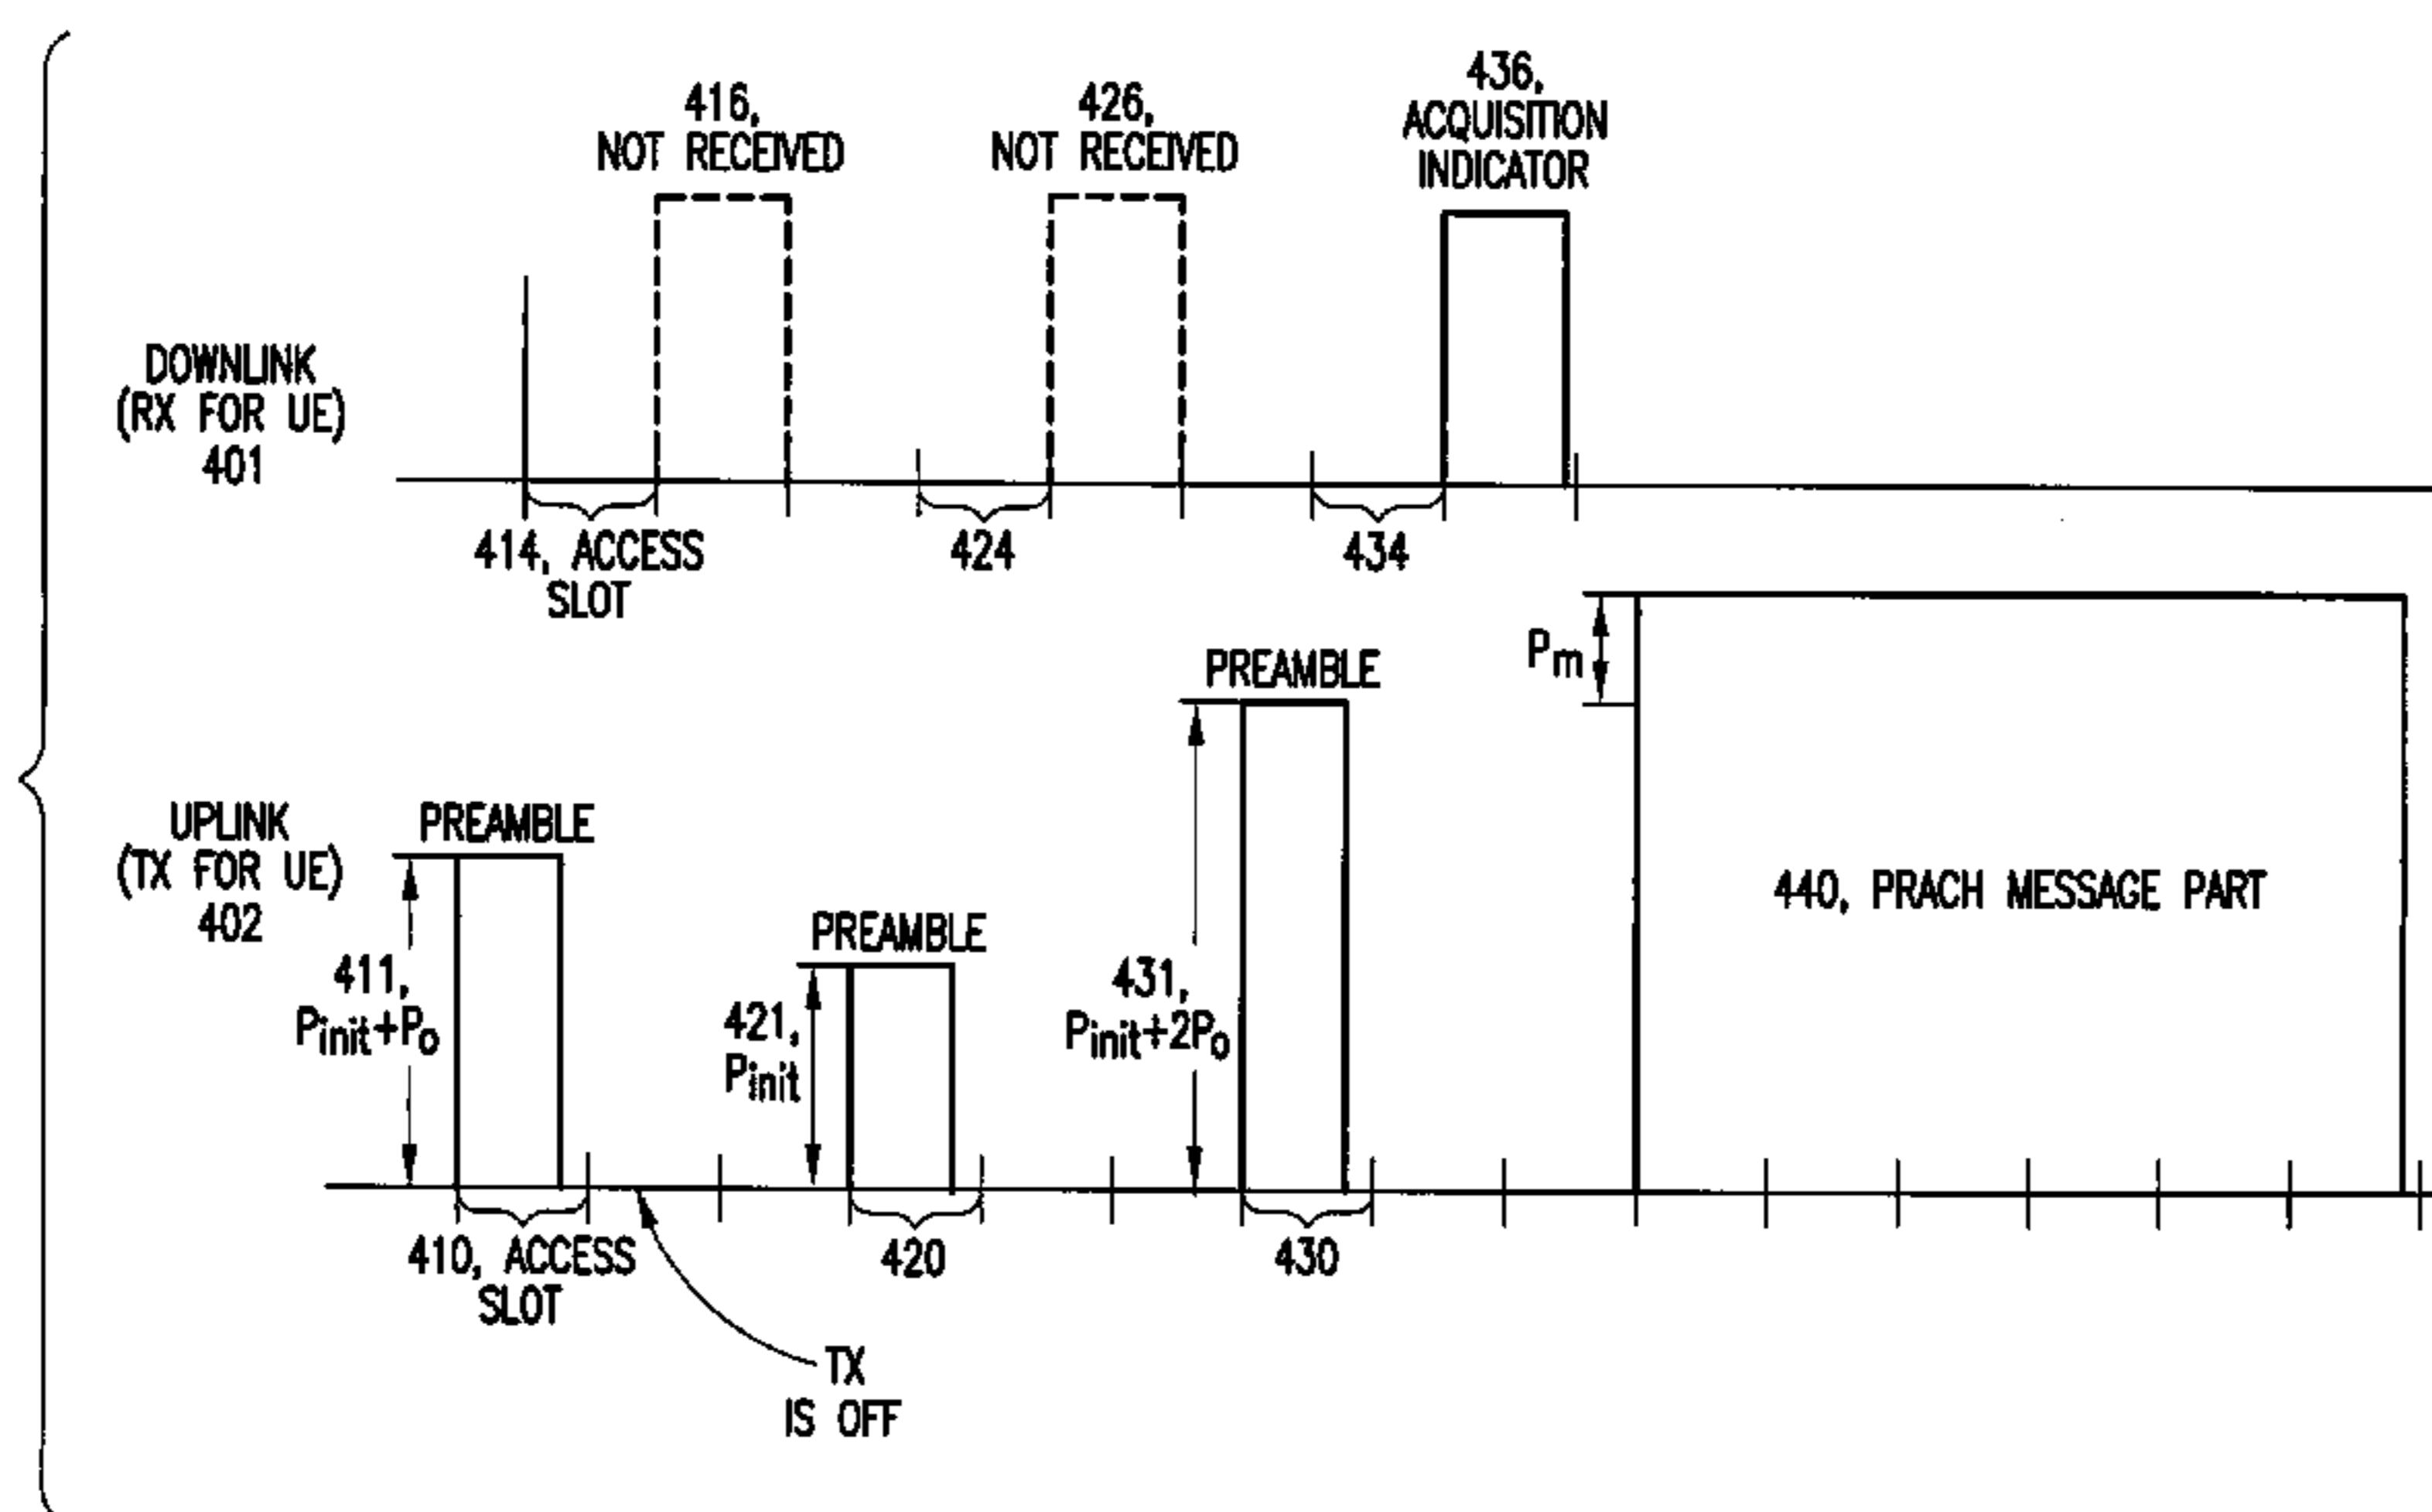 436,
ACQUISITION
INDICATOR
416,
NOT RECEIVED
426,
NOT RECEIVED
DOWNLINK
(RX FOR UE)
401
414, ACCESS
SLOT
424
434
Pm
PREAMBLE
UPLINK
(TX FOR UE)
402
PREAMBLE
411,
Pinit+Po
PREAMBLE
421,
Pinit
431,
Pinit+2Po
440, PRACH MESSAGE PART
410, ACCESS
SLOT
420
430
TX
IS OFF